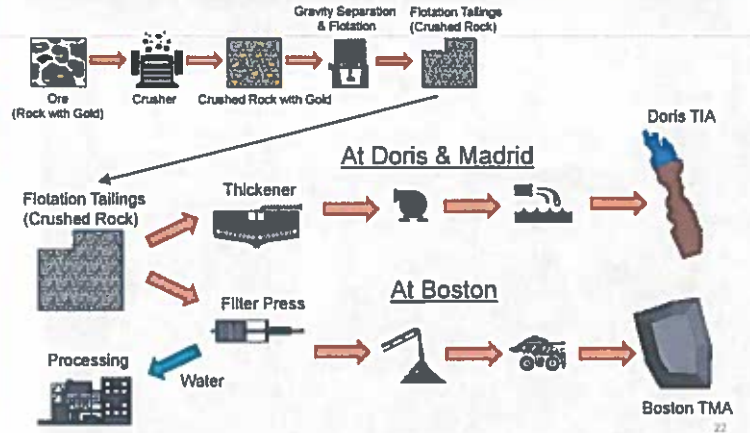 Gravity Separation
& Flotation
Flotation Tailings
(Crushed Rock)
Ore
(Rock with Gold)
Crusher
Crushed Rock with Gold
Doris TIA
At Doris & Madrid
Flotation Tailings
(Crushed Rock)
Thickener
At Boston
Filter Press
Processing
Water
Boston TMA
22